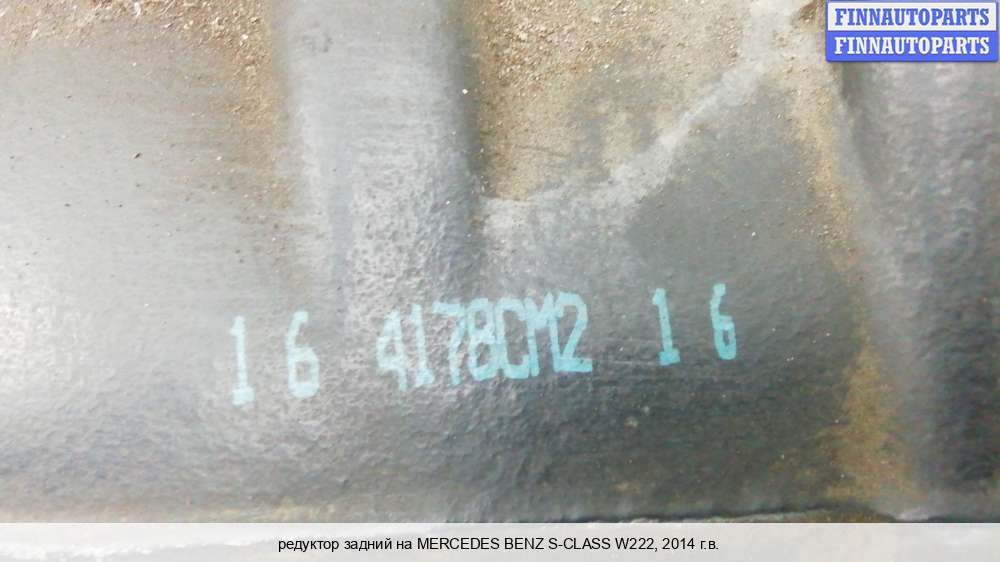 FINNAUTOPARTS
FINNAUTOPARTS
1 6 4178CM2 1 6
редуктор задний на MERCEDES BENZ S-CLASS W222, 2014 г.в.